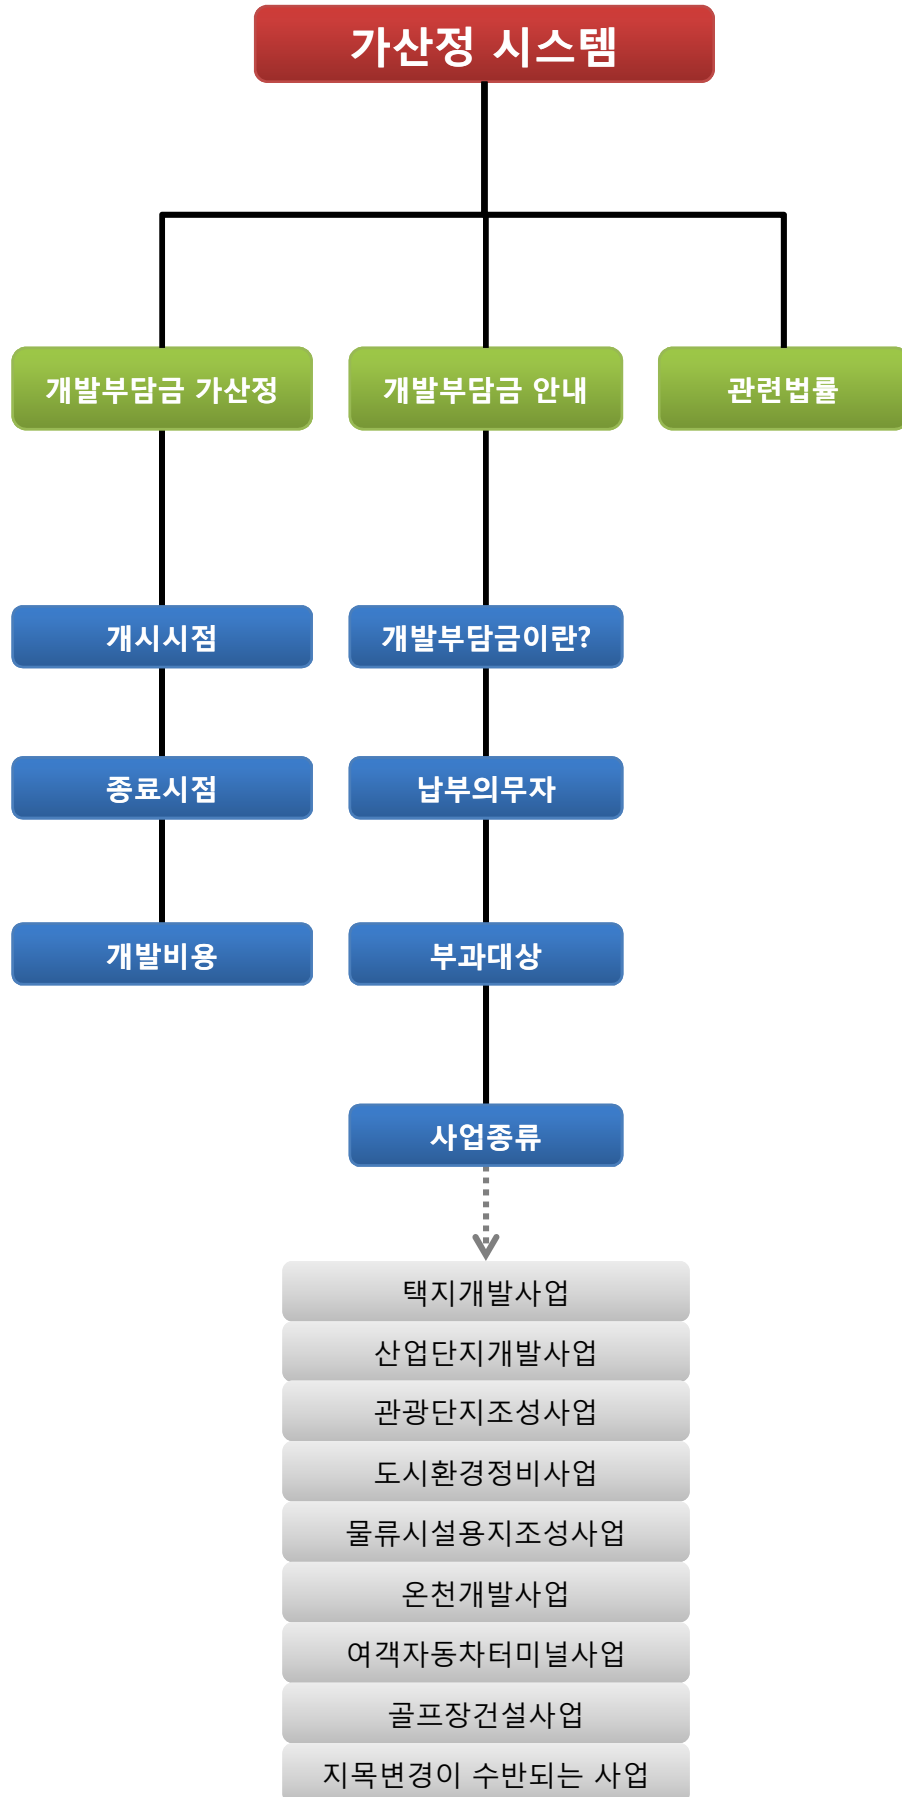 가산정 시스템
개발부담금 가산정
개발부담금 안내
관련법률
개시시점
개발부담금이란?
종료시점
납부의무자
개발비용
부과대상
사업종류
택지개발사업
산업단지개발사업
관광단지조성사업
도시환경정비사업
물류시설용지조성사업
온천개발사업
여객자동차터미널사업
골프장건설사업
지목변경이 수반되는 사업